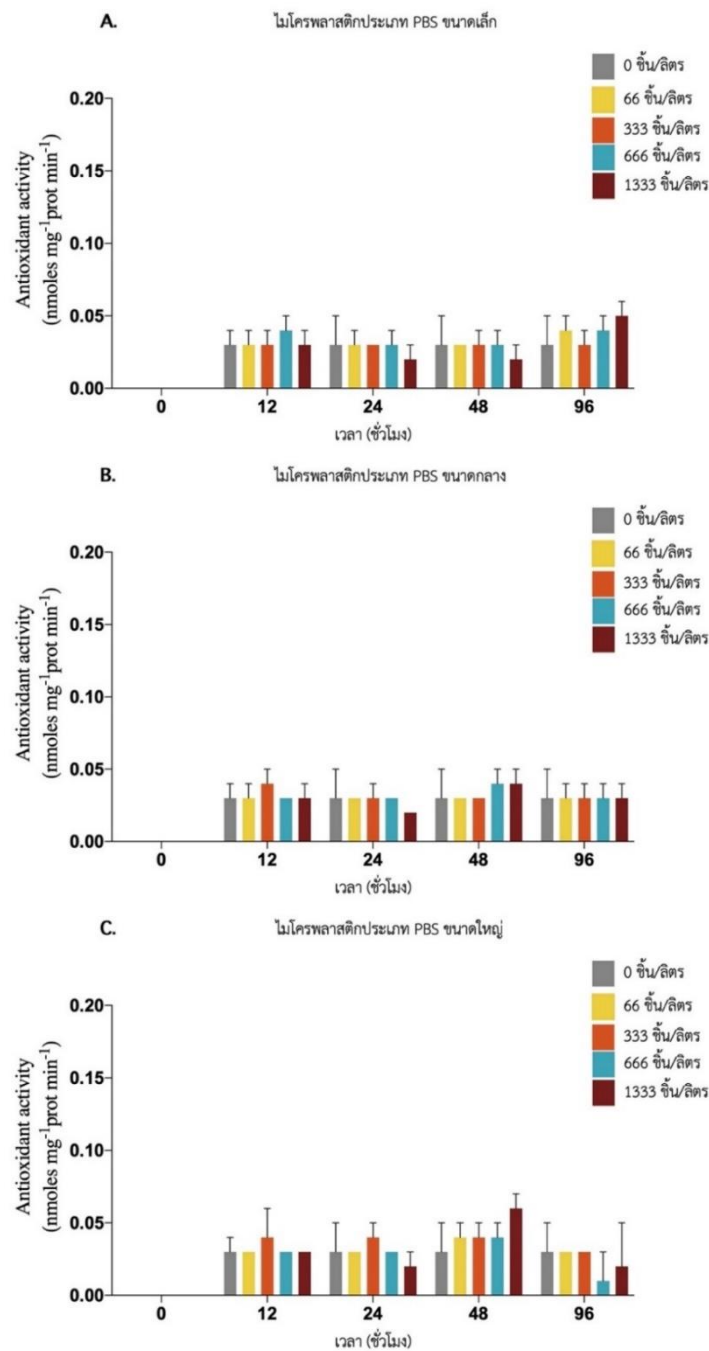 A.
ไมโครพลาสติกประเภท PBS ขนาดเล็ก
0 ชิ้น/ลิตร
66 ชิ้น/ลิตร
333 ชิ้น/ลิตร
666 ชิ้น/ลิตร
1333 ชิ้น/ลิตร
Antioxidant activity
(nmoles mg⁻¹prot min⁻¹)
0.20
0.15
0.10
0.05
0.00
0 12 24 48 96
เวลา (ชั่วโมง)
B.
ไมโครพลาสติกประเภท PBS ขนาดกลาง
0 ชิ้น/ลิตร
66 ชิ้น/ลิตร
333 ชิ้น/ลิตร
666 ชิ้น/ลิตร
1333 ชิ้น/ลิตร
Antioxidant activity
(nmoles mg⁻¹prot min⁻¹)
0.20
0.15
0.10
0.05
0.00
0 12 24 48 96
เวลา (ชั่วโมง)
C.
ไมโครพลาสติกประเภท PBS ขนาดใหญ่
0 ชิ้น/ลิตร
66 ชิ้น/ลิตร
333 ชิ้น/ลิตร
666 ชิ้น/ลิตร
1333 ชิ้น/ลิตร
Antioxidant activity
(nmoles mg⁻¹prot min⁻¹)
0.20
0.15
0.10
0.05
0.00
0 12 24 48 96
เวลา (ชั่วโมง)